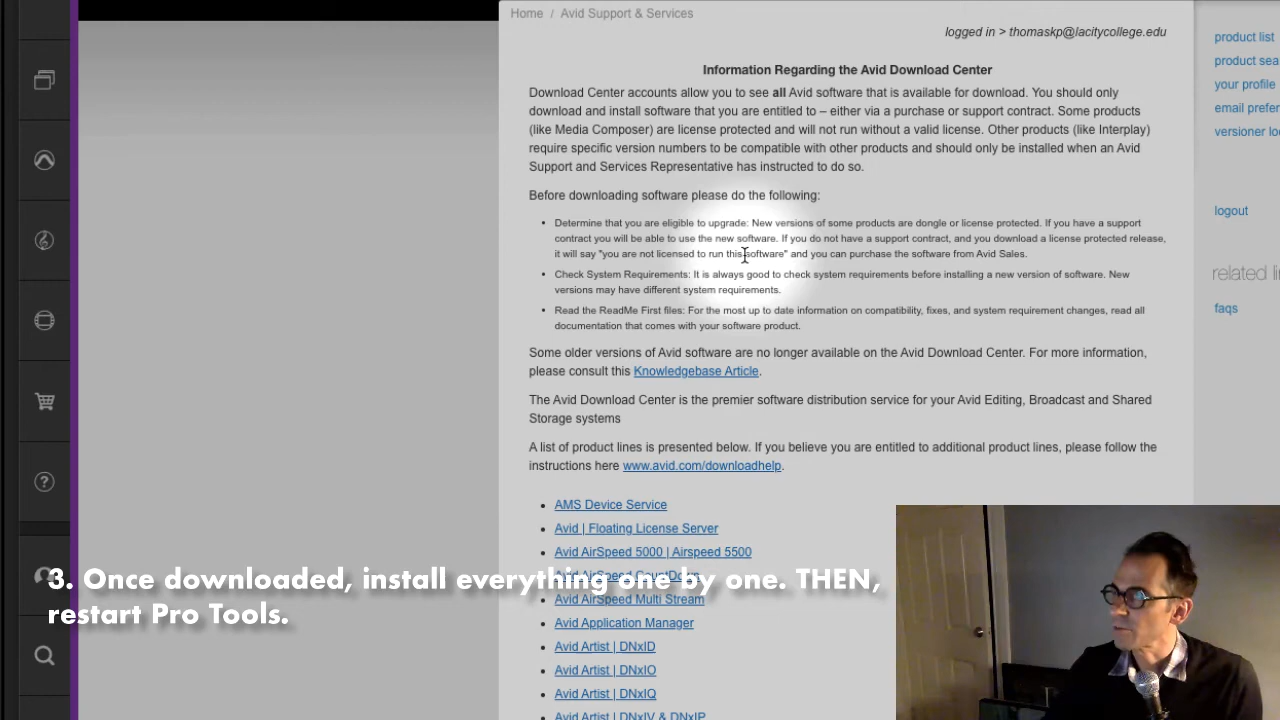 Home / Avid Support & Services
logged in > thomaskp@lacitycollege.edu
Information Regarding the Avid Download Center
Download Center accounts allow you to see all Avid software that is available for download. You should only
download and install software that you are entitled to – either via a purchase or support contract. Some products
(like Media Composer) are license protected and will not run without a valid license. Other products (like Interplay)
require specific version numbers to be compatible with other products and should only be installed when an Avid
Support and Services Representative has instructed to do so.
Before downloading software please do the following:
• Determine that you are eligible to upgrade: New versions of some products are dongle or license protected. If you have a support
contract you will be able to use the new software. If you do not have a support contract, and you download a license protected release,
it will say "you are not licensed to run this software" and you can purchase the software from Avid Sales.
• Check System Requirements: It is always good to check system requirements before installing a new version of software. New
versions may have different system requirements.
• Read the ReadMe First files: For the most up to date information on compatibility, fixes, and system requirement changes, read all
documentation that comes with your software product.
Some older versions of Avid software are no longer available on the Avid Download Center. For more information,
please consult this Knowledgebase Article.
The Avid Download Center is the premier software distribution service for your Avid Editing, Broadcast and Shared
Storage systems
A list of product lines is presented below. If you believe you are entitled to additional product lines, please follow the
instructions here www.avid.com/downloadhelp.
• AMS Device Service
• Avid | Floating License Server
• Avid AirSpeed 5000 | Airspeed 5500
• Avid AirSpeed CountDown
• Avid AirSpeed Multi Stream
• Avid Application Manager
• Avid Artist | DNxID
• Avid Artist | DNxIO
• Avid Artist | DNxIQ
• Avid Artist | DNxIV & DNxIP
product list
product sea
your profile
email prefer
versioner lo
logout
related li
faqs
3. Once downloaded, install everything one by one. THEN,
restart Pro Tools.